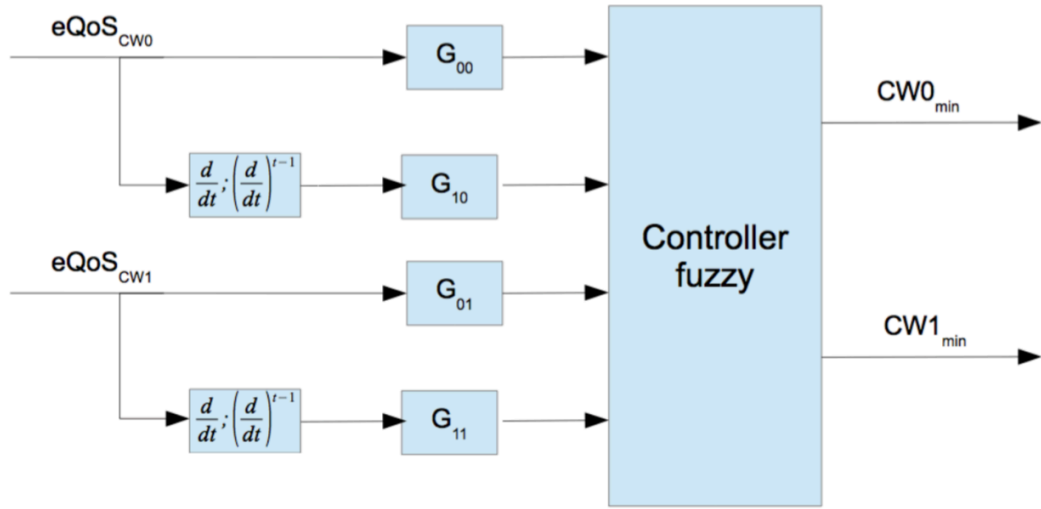 eQoS_CW0
G_00
CW0_min
d/dt ; (d/dt)^t−1
G_10
Controller
fuzzy
eQoS_CW1
G_01
CW1_min
d/dt ; (d/dt)^t−1
G_11